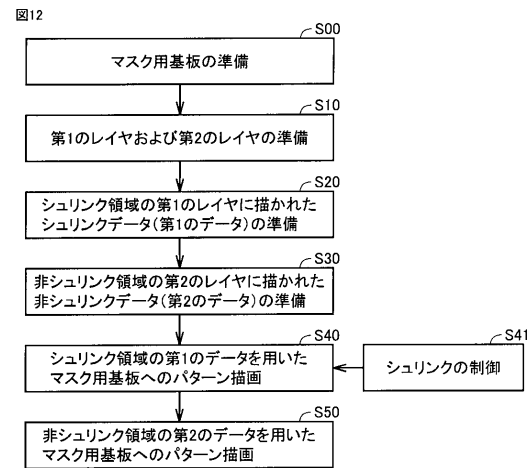 図12
S00
マスク用基板の準備
S10
第1のレイヤおよび第2のレイヤの準備
S20
シュリンク領域の第1のレイヤに描かれた
シュリンクデータ(第1のデータ)の準備
S30
非シュリンク領域の第2のレイヤに描かれた
非シュリンクデータ(第2のデータ)の準備
S40
シュリンク領域の第1のデータを用いた
マスク用基板へのパターン描画
S41
シュリンクの制御
S50
非シュリンク領域の第2のデータを用いた
マスク用基板へのパターン描画